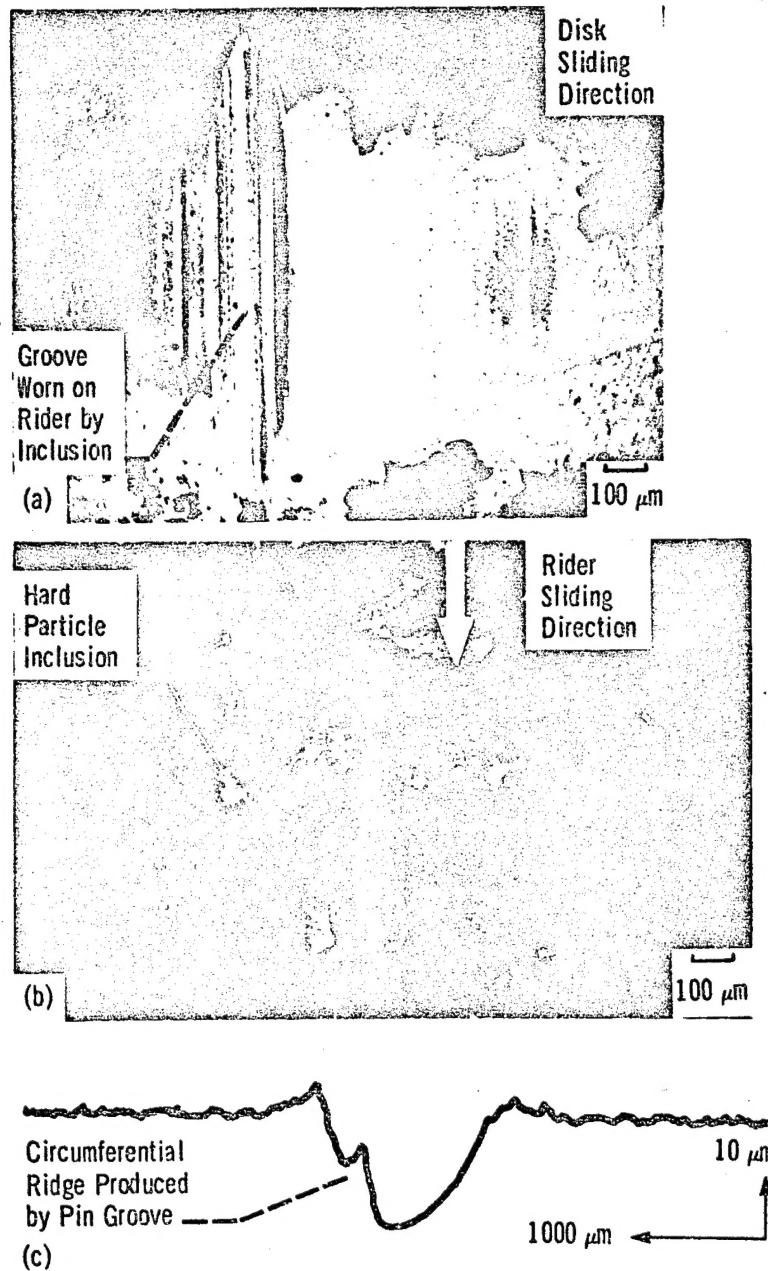 Disk
Sliding
Direction
Groove
Worn on
Rider by
Inclusion
(a)
100 μm
Hard
Particle
Inclusion
Rider
Sliding
Direction
(b)
100 μm
Circumferential
Ridge Produced
by Pin Groove
10 μm
1000 μm
(c)